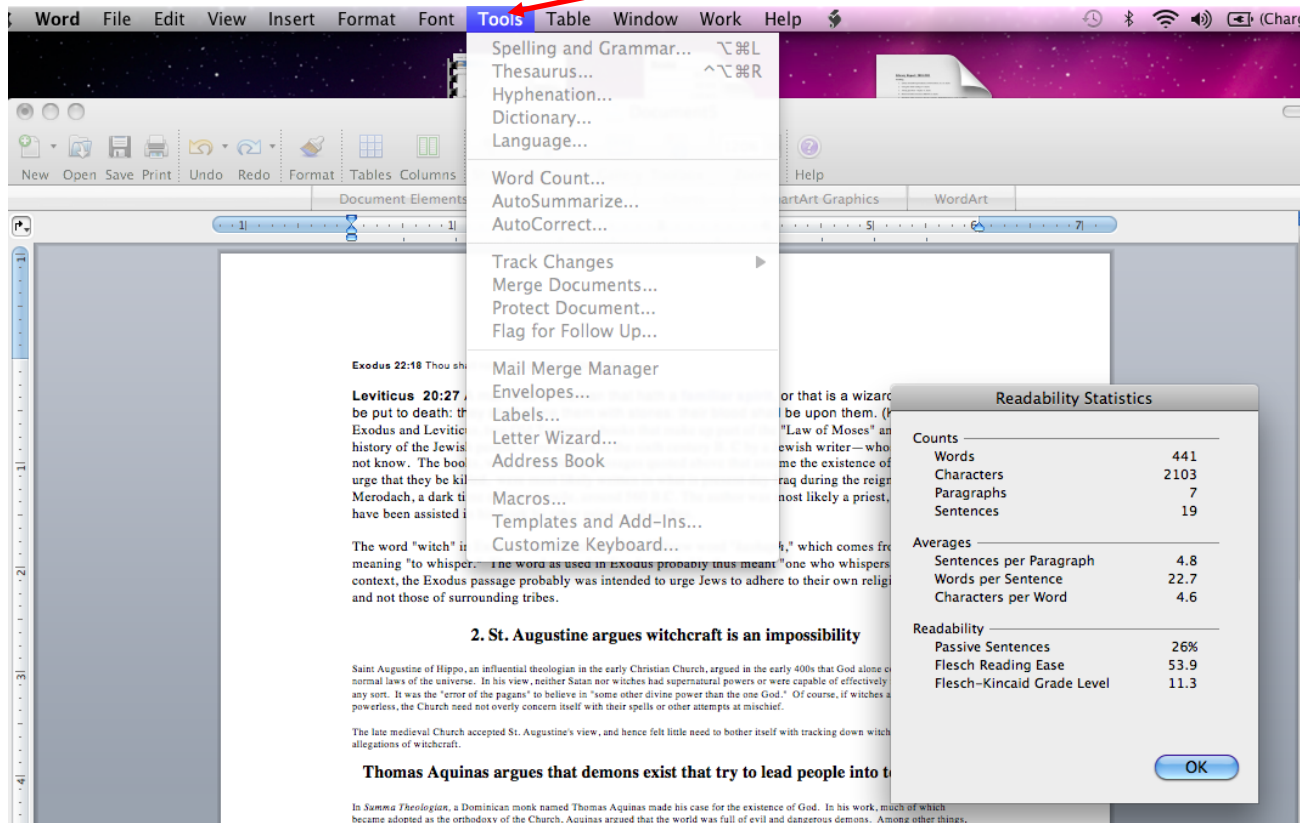 Word File Edit View Insert Format Font Tools Table Window Work Help (Charg
Spelling and Grammar... ⌥⌘L
Thesaurus... ^⌥⌘R
Hyphenation...
Dictionary...
Language...
Word Count...
AutoSummarize...
AutoCorrect...
Track Changes
Merge Documents...
Protect Document...
Flag for Follow Up...
Mail Merge Manager
Envelopes...
Labels...
Letter Wizard...
Address Book
Macros...
Templates and Add-Ins...
Customize Keyboard...
New Open Save Print Undo Redo Format Tables Columns Help
Document Elements artArt Graphics WordArt
1 1 5 6 7
Exodus 22:18 Thou sha
Leviticus 20:27 or that is a wizard
be put to death: th be upon them. (K
Exodus and Levitic "Law of Moses" an
history of the Jewis ewish writer—who
not know. The boo me the existence of
urge that they be kil raq during the reign
Merodach, a dark ti most likely a priest,
have been assisted i
The word "witch" i ," which comes fro
meaning "to whisper." The word as used in Exodus probably thus meant "one who whispers
context, the Exodus passage probably was intended to urge Jews to adhere to their own religi
and not those of surrounding tribes.
2. St. Augustine argues witchcraft is an impossibility
Saint Augustine of Hippo, an influential theologian in the early Christian Church, argued in the early 400s that God alone c
normal laws of the universe. In his view, neither Satan nor witches had supernatural powers or were capable of effectively
any sort. It was the "error of the pagans" to believe in "some other divine power than the one God." Of course, if witches a
powerless, the Church need not overly concern itself with their spells or other attempts at mischief.
The late medieval Church accepted St. Augustine's view, and hence felt little need to bother itself with tracking down witch
allegations of witchcraft.
Thomas Aquinas argues that demons exist that try to lead people into t
In Summa Theologian, a Dominican monk named Thomas Aquinas made his case for the existence of God. In his work, much of which
became adopted as the orthodoxy of the Church, Aquinas argued that the world was full of evil and dangerous demons. Among other things,
Readability Statistics
Counts
Words 441
Characters 2103
Paragraphs 7
Sentences 19
Averages
Sentences per Paragraph 4.8
Words per Sentence 22.7
Characters per Word 4.6
Readability
Passive Sentences 26%
Flesch Reading Ease 53.9
Flesch-Kincaid Grade Level 11.3
OK